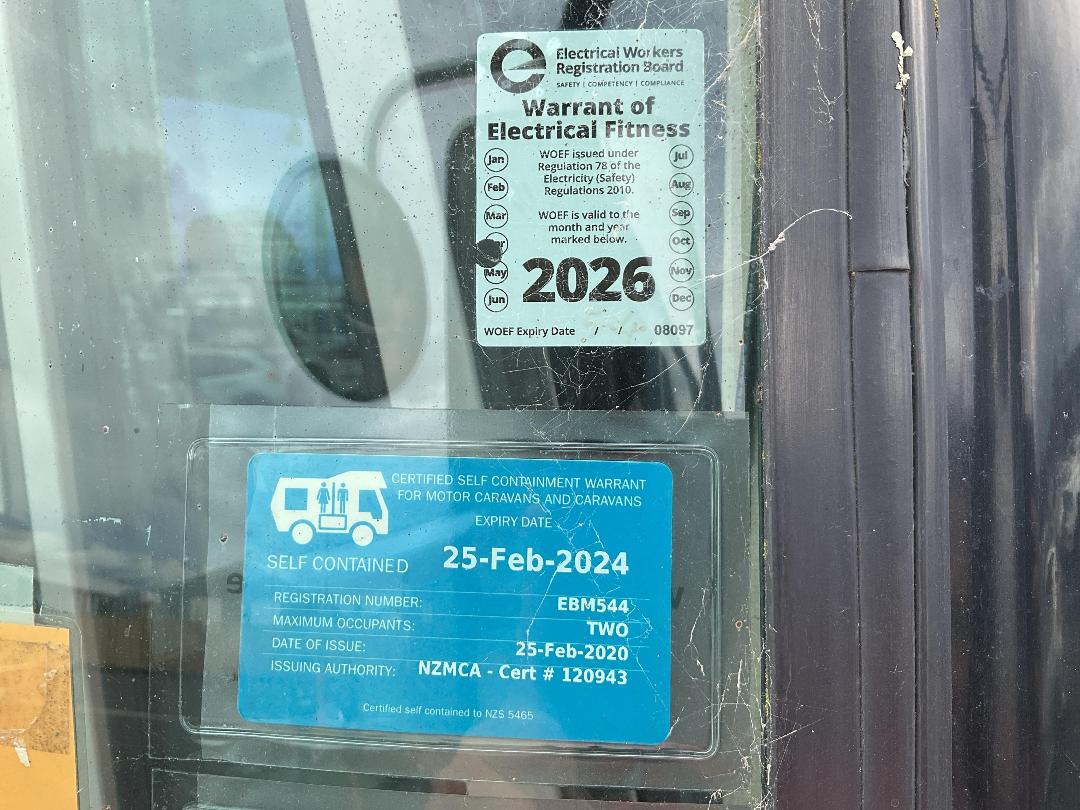 Electrical Workers
Registration Board
SAFETY | COMPETENCY | COMPLIANCE
Warrant of
Electrical Fitness
Jan
Feb
Mar
May
Jun
WOEF issued under
Regulation 78 of the
Electricity (Safety)
Regulations 2010.
WOEF is valid to the
month and year
marked below.
2026
Jul
Aug
Sep
Oct
Nov
Dec
WOEF Expiry Date / / 08097
CERTIFIED SELF CONTAINMENT WARRANT
FOR MOTOR CARAVANS AND CARAVANS
EXPIRY DATE
SELF CONTAINED 25-Feb-2024
REGISTRATION NUMBER: EBM544
MAXIMUM OCCUPANTS: TWO
DATE OF ISSUE: 25-Feb-2020
ISSUING AUTHORITY: NZMCA - Cert # 120943
Certified self contained to NZS 5465